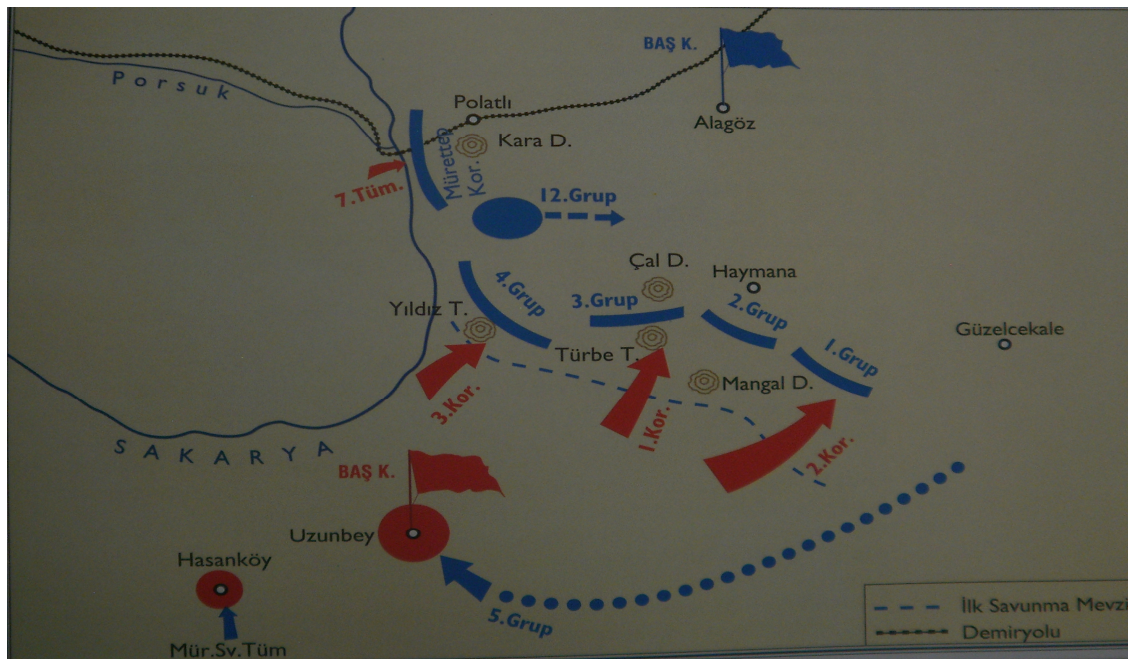 BAŞ K.
Porsuk
Polatlı
Alagöz
Kara D.
Mürettep
Kor.
7.Tüm.
12.Grup
Çal D.
Haymana
4.Grup
3.Grup
2.Grup
Yıldız T.
Güzelcekale
Türbe T.
1.Grup
Mangal D.
3.Kor.
1.Kor.
2.Kor.
SAKARYA
BAŞ K.
Uzunbey
Hasanköy
5.Grup
Mür.Sv.Tüm
İlk Savunma Mevzi
Demiryolu